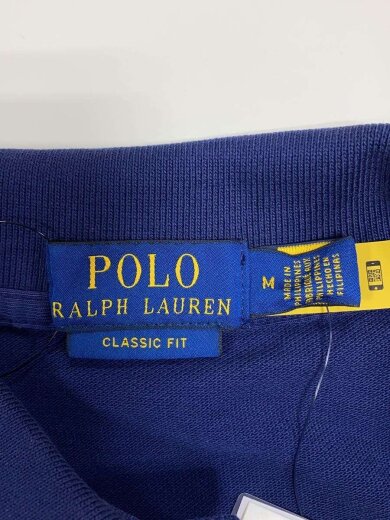 POLO
RALPH LAUREN
CLASSIC FIT
M
MADE IN
PHILIPPINES
FABRIQUÉ AUX
PHILIPPINES
HECHO EN
FILIPINAS